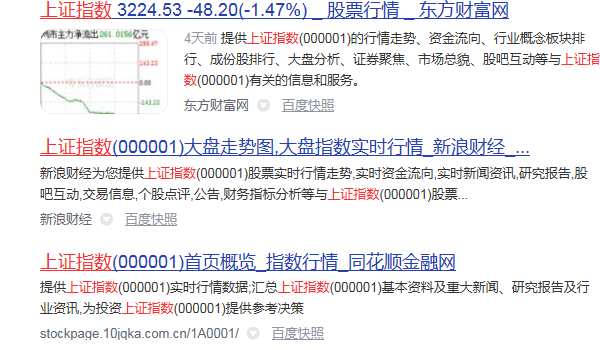 上证指数 3224.53 -48.20(-1.47%) _ 股票行情 _ 东方财富网
两市主力净流出261.0156亿元
286.47
143.23
0.00
-143.23
4天前 提供上证指数(000001)的行情走势、资金流向、行业概念板块排
行、成份股排行、大盘分析、证券聚焦、市场总貌、股吧互动等与上证指
数(000001)有关的信息和服务。
东方财富网 百度快照
上证指数(000001)大盘走势图,大盘指数实时行情_新浪财经_...
新浪财经为您提供上证指数(000001)股票实时行情走势,实时资金流向,实时新闻资讯,研究报告,股
吧互动,交易信息,个股点评,公告,财务指标分析等与上证指数(000001)股票...
新浪财经 百度快照
上证指数(000001)首页概览_指数行情_同花顺金融网
提供上证指数(000001)实时行情情数据;汇总上证指数(000001)基本资料及重大新闻、研究报告及行
业资讯,为投资上证指数(000001)提供参考决策
stockpage.10jqka.com.cn/1A0001/ 百度快照